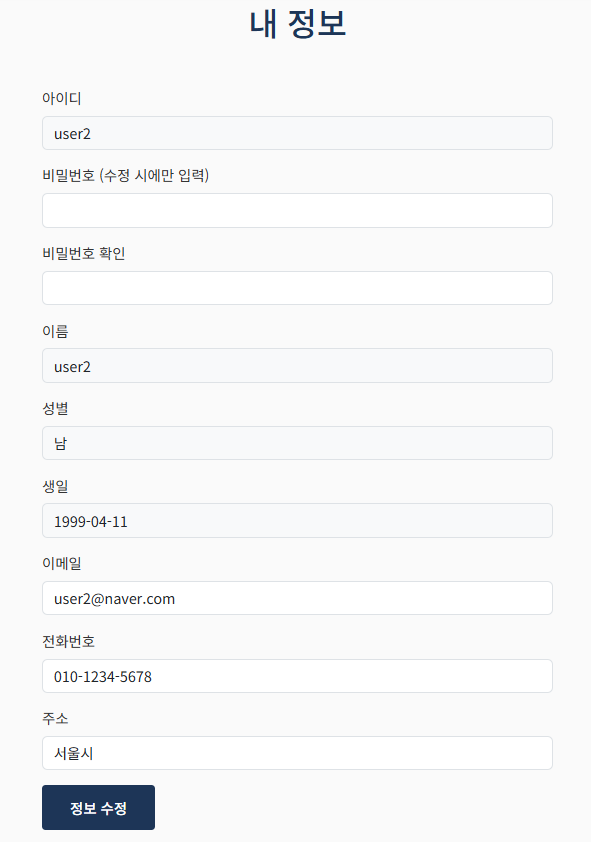 내 정보
아이디
user2
비밀번호 (수정 시에만 입력)
비밀번호 확인
이름
user2
성별
남
생일
1999-04-11
이메일
user2@naver.com
전화번호
010-1234-5678
주소
서울시
정보 수정